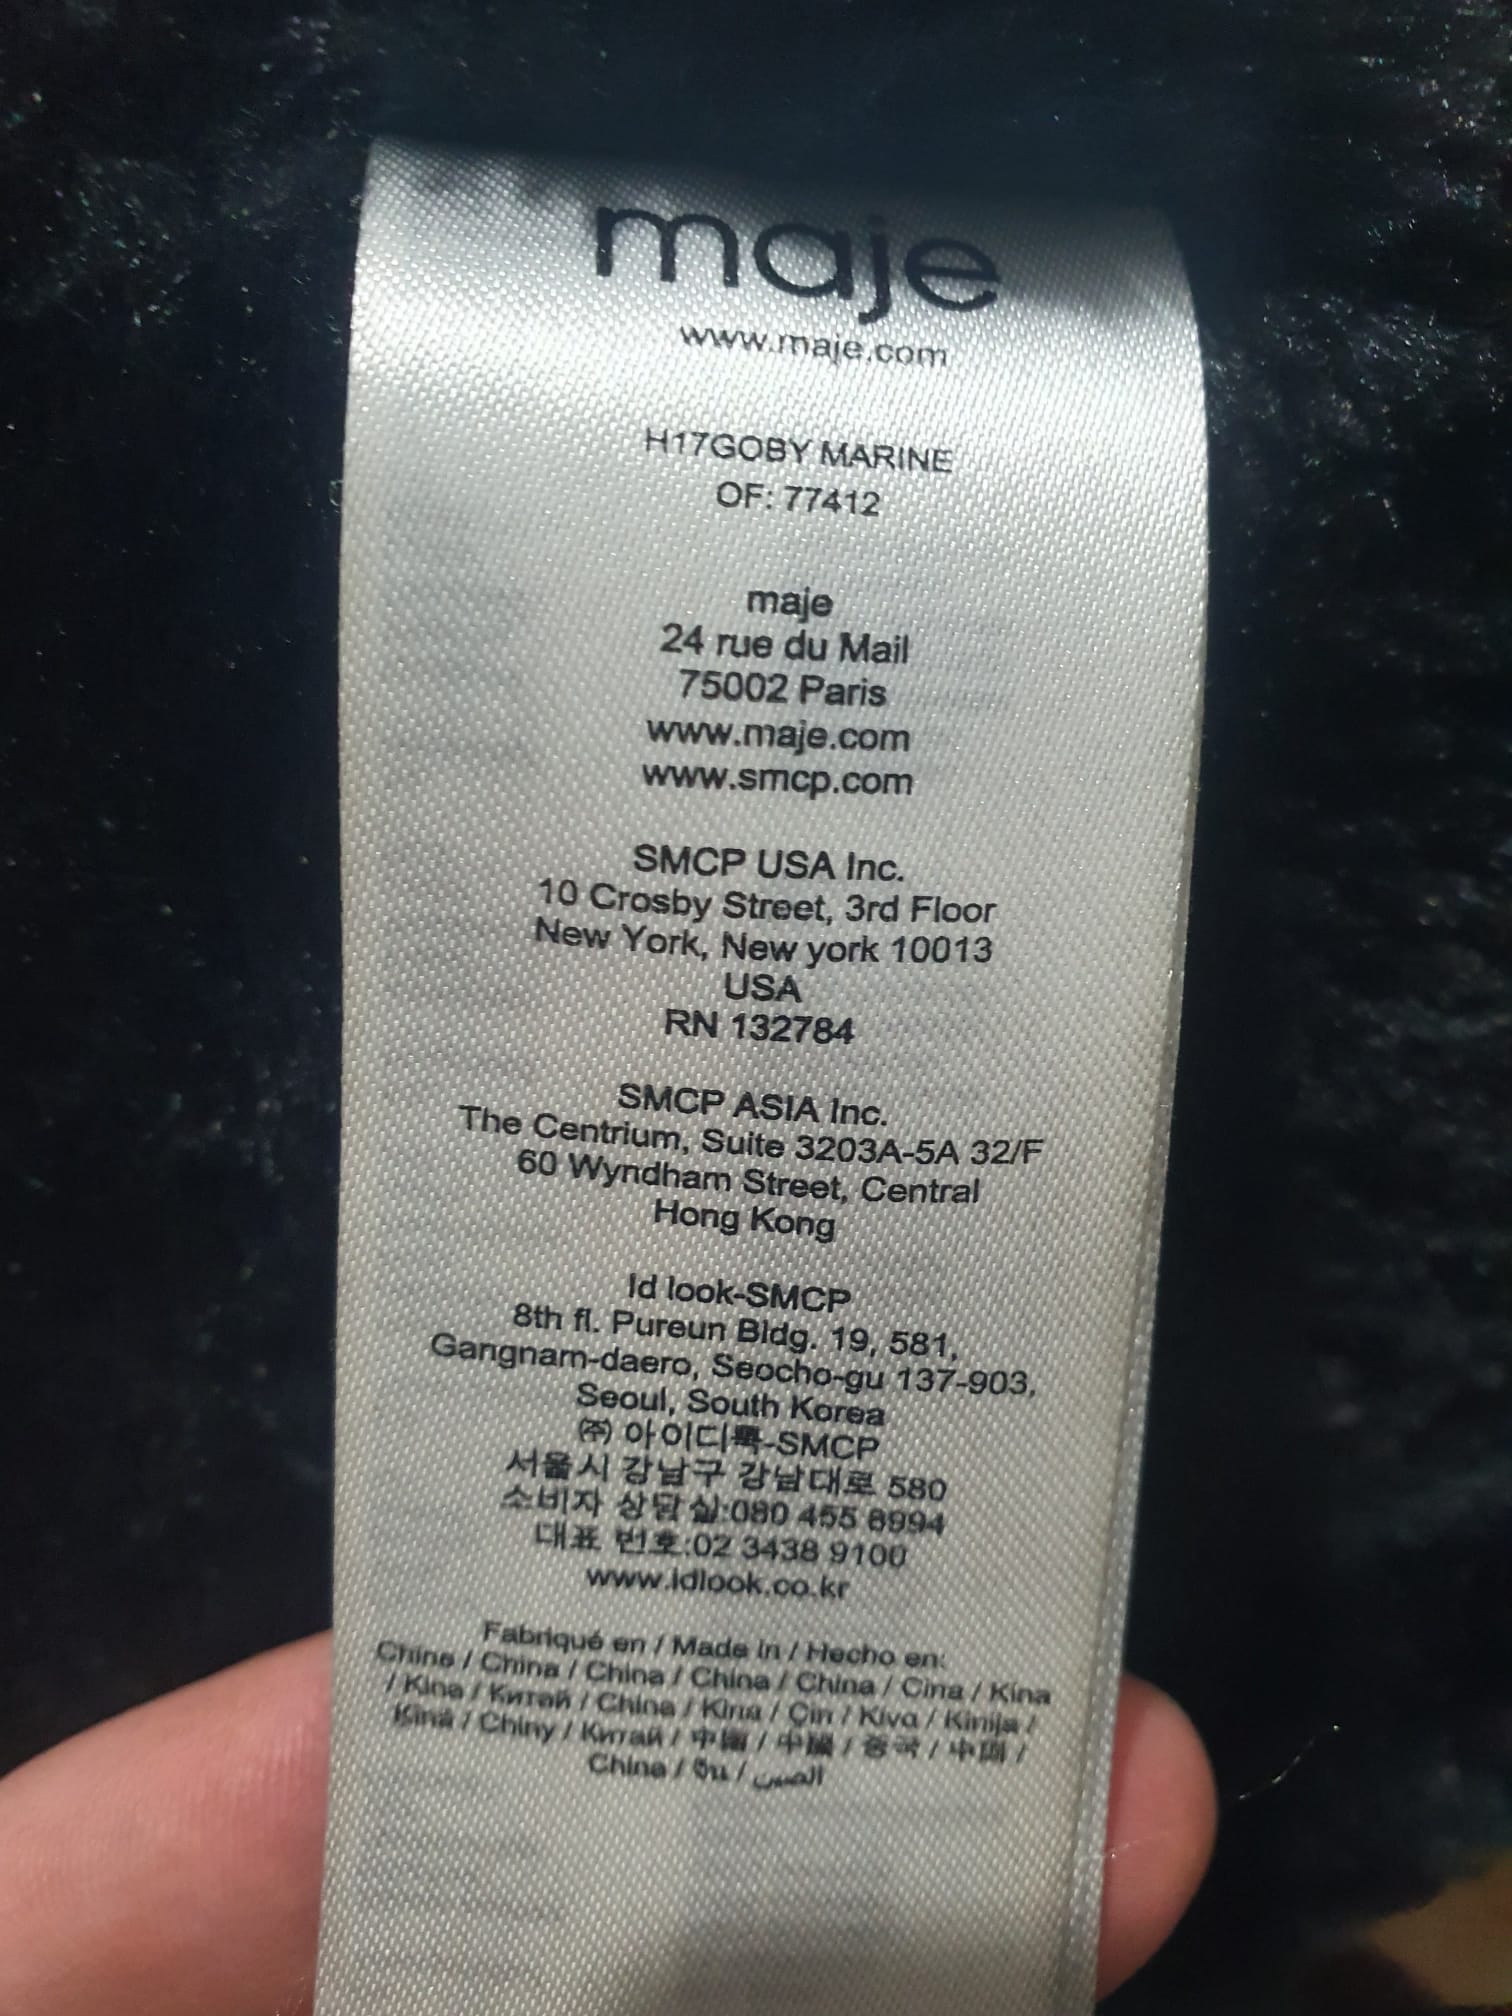 maje
www.maje.com
H17GOBY MARINE
OF: 77412
maje
24 rue du Mail
75002 Paris
www.maje.com
www.smcp.com
SMCP USA Inc.
10 Crosby Street, 3rd Floor
New York, New york 10013
USA
RN 132784
SMCP ASIA Inc.
The Centrium, Suite 3203A-5A 32/F
60 Wyndham Street, Central
Hong Kong
Id look-SMCP
8th fl. Pureun Bldg. 19, 581,
Gangnam-daero, Seocho-gu 137-903,
Seoul, South Korea
㈜ 아이디룩-SMCP
서울시 강남구 강남대로 580
소비자 상담실:080 455 8994
대표 번호:02 3438 9100
www.idlook.co.kr
Fabriqué en / Made in / Hecho en:
Chine / China / China / China / China / Cina / Kína
/ Kina / Китай / China / Kina / Çin / Kíva / Kinija /
Ķīna / Chiny / Китай / 中國 / 中國 / 중국 / 中国 /
China / จีน / الصين